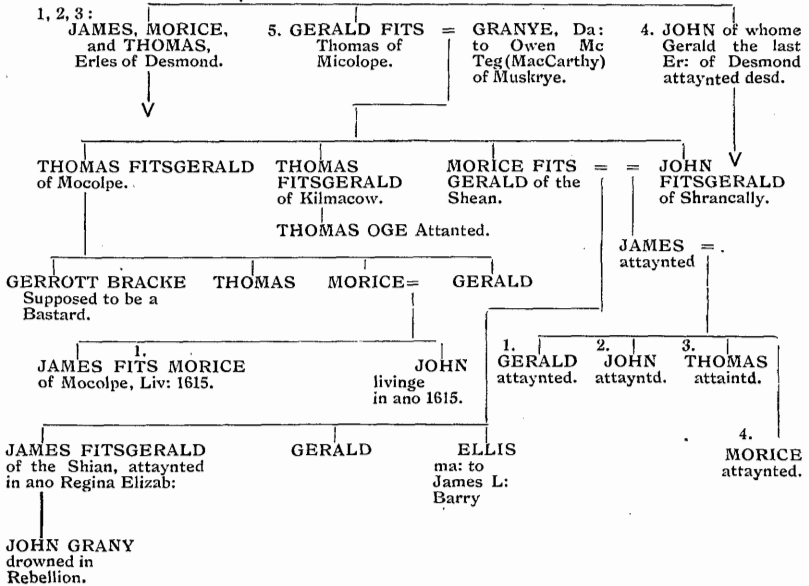 1, 2, 3 :
JAMES, MORICE,
and THOMAS,
Erles of Desmond.
5. GERALD FITS
Thomas of
Micolope.
=
GRANYE, Da:
to Owen Mc
Teg (MacCarthy)
of Muskrye.
4. JOHN of whome
Gerald the last
Er: of Desmond
attaynted desd.
THOMAS FITSGERALD
of Mocolpe.
THOMAS
FITSGERALD
of Kilmacow.
THOMAS OGE Attanted.
MORICE FITS
GERALD of the
Shean.
= =
JOHN
FITSGERALD
of Shrancally.
JAMES =
attaynted
GERROTT BRACKE
Supposed to be a
Bastard.
THOMAS
MORICE=
GERALD
1.
JAMES FITS MORICE
of Mocolpe, Liv: 1615.
JOHN
livinge
in ano 1615.
1.
GERALD
attaynted.
2.
JOHN
attayntd.
3.
THOMAS
attaintd.
4.
MORICE
attaynted.
JAMES FITSGERALD
of the Shian, attaynted
in ano Regina Elizab:
GERALD
ELLIS
ma: to
James L:
Barry
JOHN GRANY
drowned in
Rebellion.